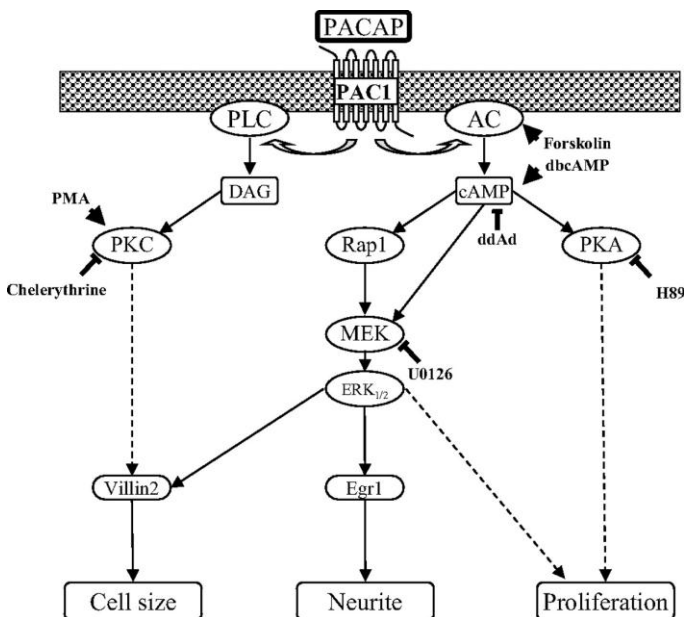 PACAP
PAC1
PLC
AC
Forskolin
dbcAMP
DAG
cAMP
PMA
ddAd
PKC
Rap1
PKA
Chelerythrine
H89
MEK
U0126
ERK1/2
Villin2
Egr1
Cell size
Neurite
Proliferation